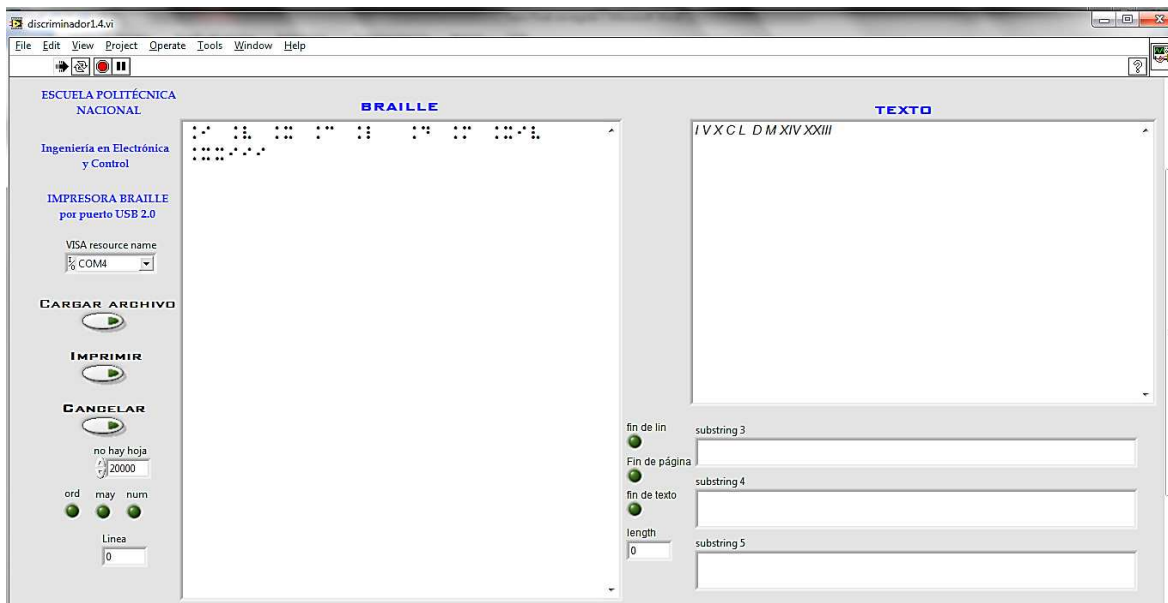 discriminador1.4.vi
File Edit View Project Operate Tools Window Help
ESCUELA POLITÉCNICA
NACIONAL
Ingeniería en Electrónica
y Control
IMPRESORA BRAILLE
por puerto USB 2.0
VISA resource name
COM4
CARGAR ARCHIVO
IMPRIMIR
CANCELAR
no hay hoja
20000
ord may num
Linea
0
BRAILLE
⠨⠊ ⠨⠧ ⠨⠭ ⠨⠉ ⠨⠇ ⠨⠙ ⠨⠍ ⠨⠭⠊⠧
⠨⠭⠭⠊⠊⠊
fin de lin
Fin de página
fin de texto
length
0
TEXTO
I V X C L D M XIV XXIII
substring 3
substring 4
substring 5